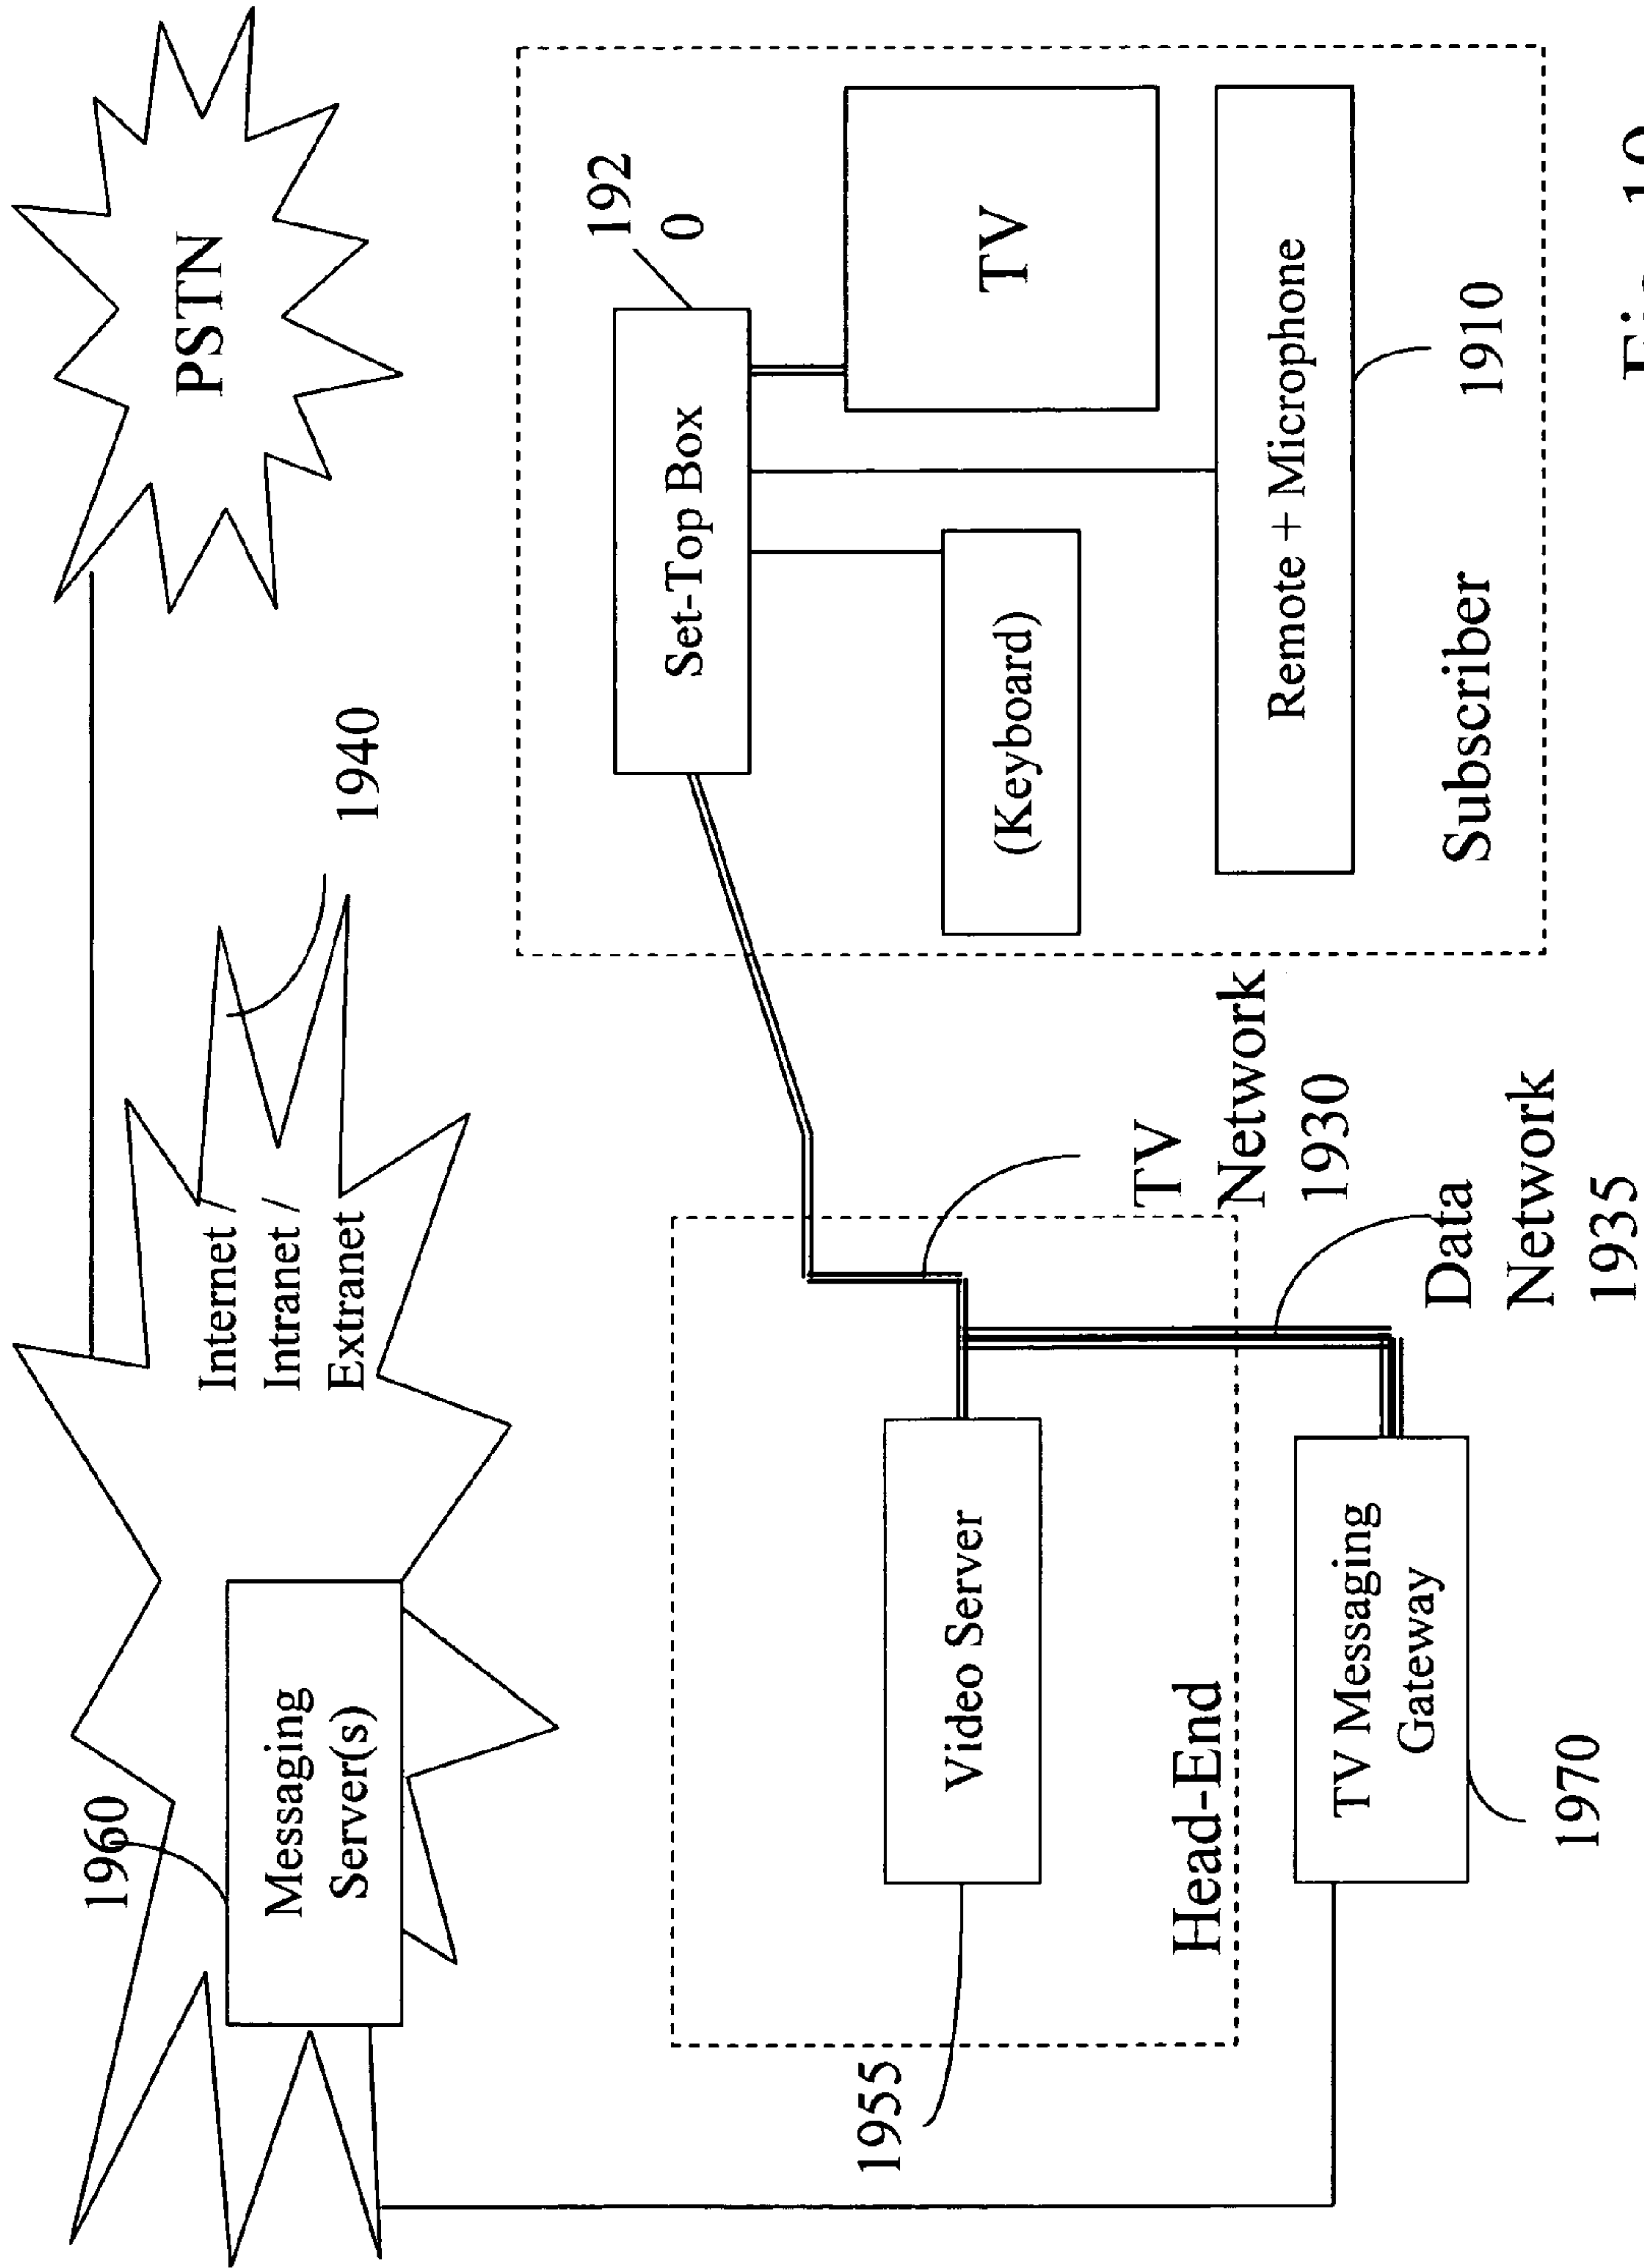 1960
Messaging
Server(s)
Internet /
Intranet /
Extranet
1940
PSTN
1955
Video Server
Head-End
TV Messaging
Gateway
1970
TV
Network
1930
Data
Network
1935
Set-Top Box
192
0
TV
(Keyboard)
Remote + Microphone
1910
Subscriber